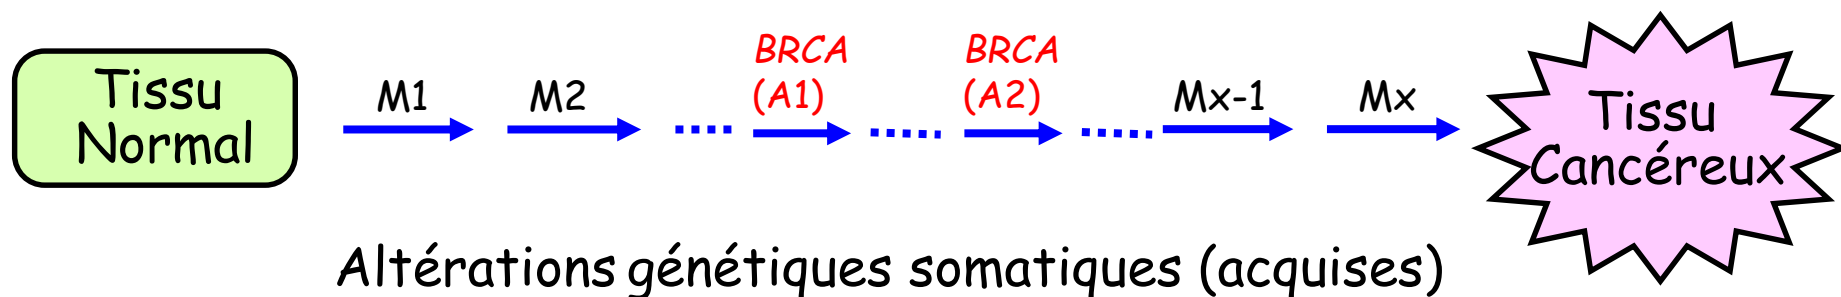 Tissu
Normal
M1
M2
BRCA
(A1)
BRCA
(A2)
Mx-1
Mx
Tissu
Cancéreux
Altérations génétiques somatiques (acquises)